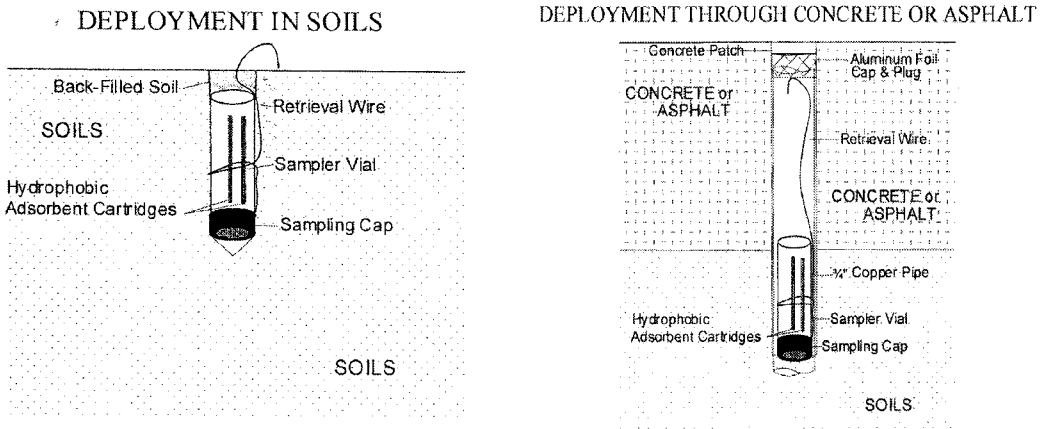 DEPLOYMENT IN SOILS
Back-Filled Soil
Retrieval Wire
SOILS
Sampler Vial
Hydrophobic
Adsorbent Cartridges
Sampling Cap
SOILS
DEPLOYMENT THROUGH CONCRETE OR ASPHALT
Concrete Patch
Aluminum Foil
Cap & Plug
CONCRETE or
ASPHALT
Retrieval Wire
CONCRETE or
ASPHALT
¾" Copper Pipe
Hydrophobic
Adsorbent Cartridges
Sampler Vial
Sampling Cap
SOILS